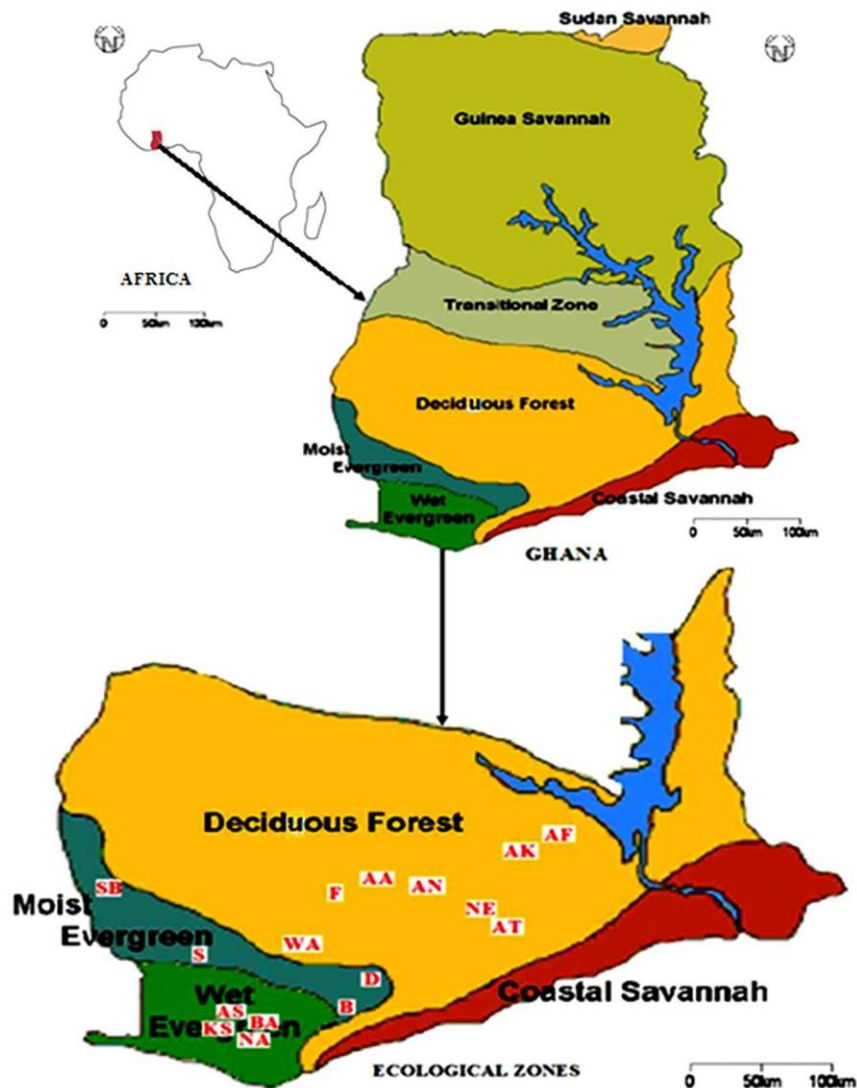 Sudan Savannah
N
N
Guinea Savannah
AFRICA
0 50km 100km
Transitional Zone
Deciduous Forest
Moist
Evergreen
Wet
Evergreen
Coastal Savannah
0 50km 100km
GHANA
Deciduous Forest
AF
AK
AA
AN
F
SB
NE
Moist
AT
Evergreen
WA
S
D
Wet
Coastal Savannah
B
AS
Evergreen
BA
KS
NA
ECOLOGICAL ZONES
0 50km 100km